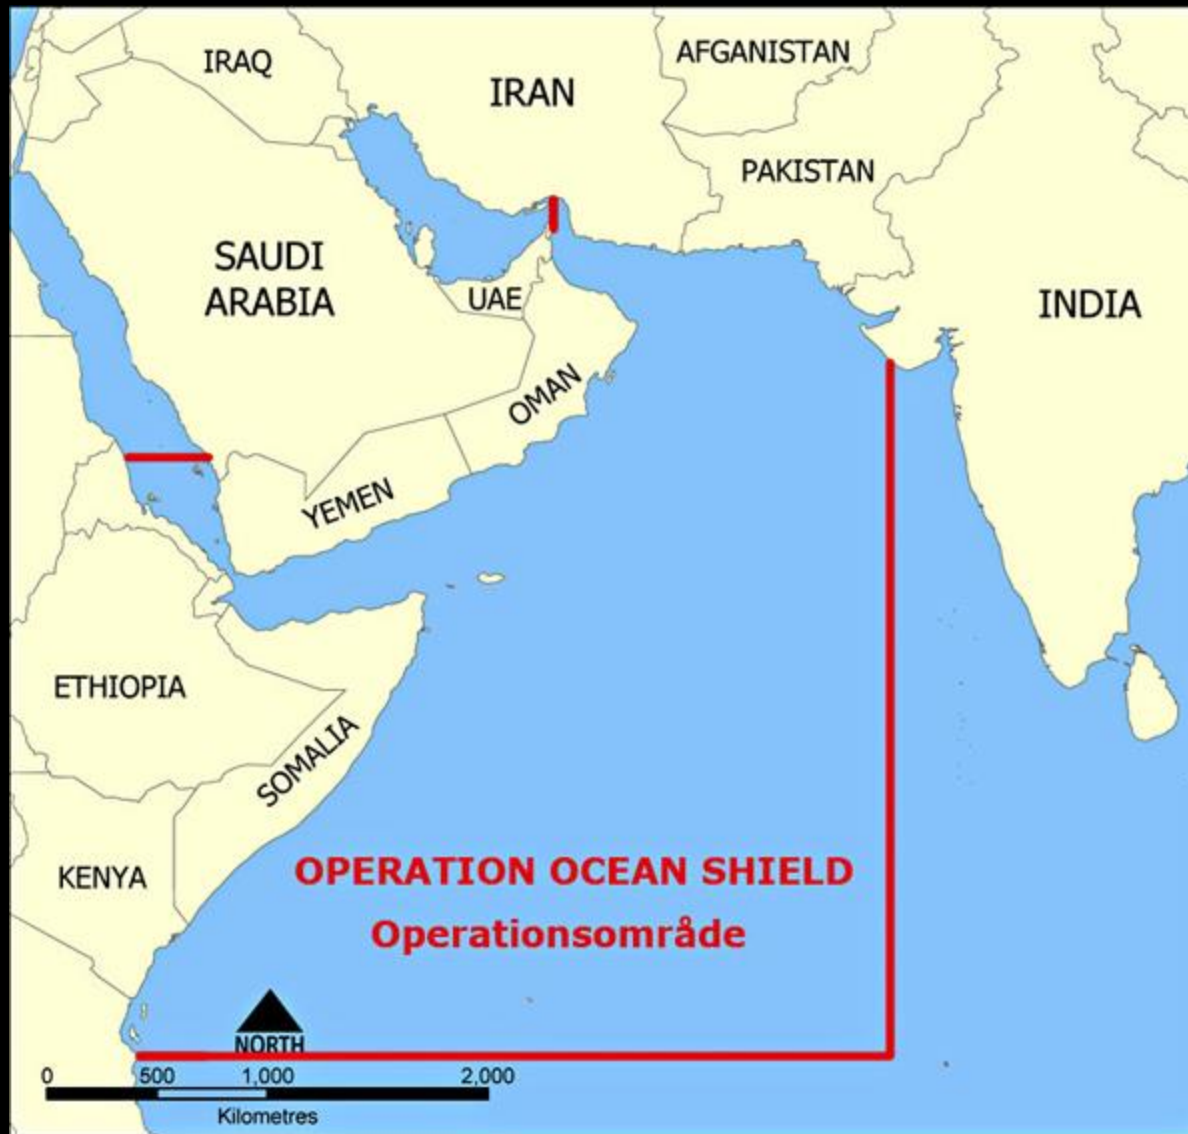 IRAQ
IRAN
AFGANISTAN
PAKISTAN
SAUDI
ARABIA
UAE
INDIA
OMAN
YEMEN
ETHIOPIA
SOMALIA
KENYA
OPERATION OCEAN SHIELD
Operationsområde
NORTH
0 500 1,000 2,000
Kilometres